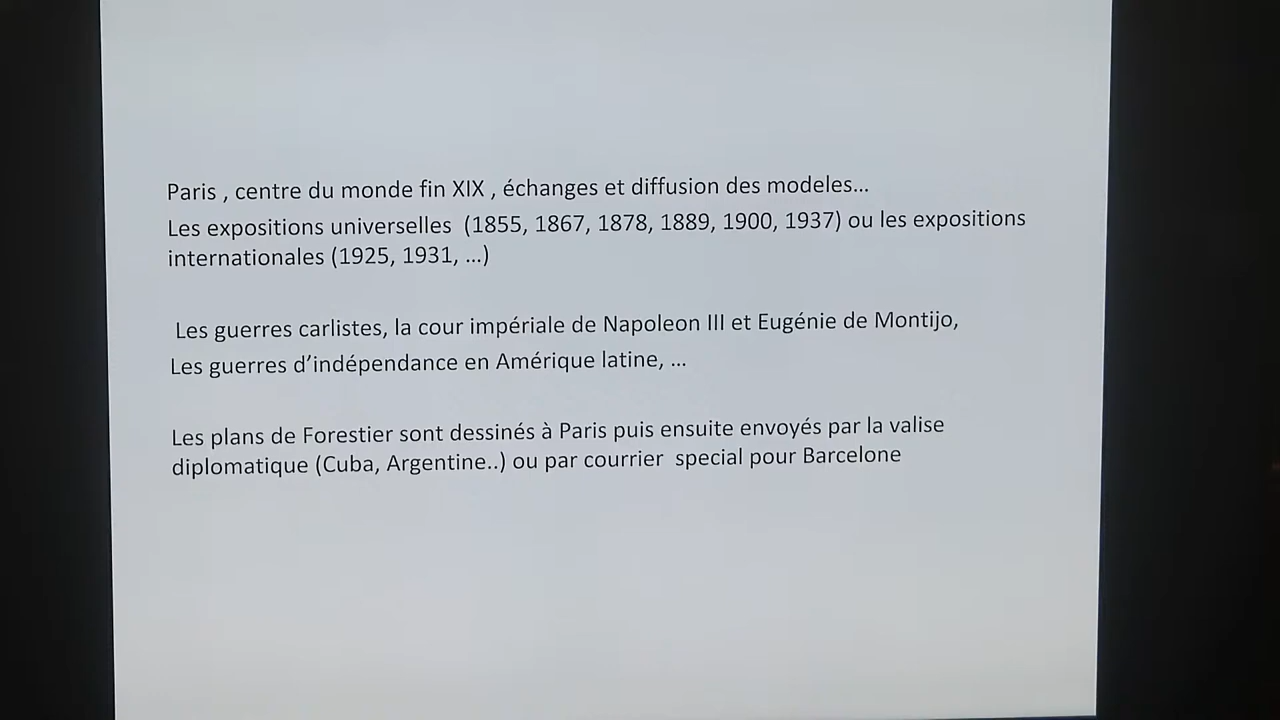 Paris , centre du monde fin XIX , échanges et diffusion des modeles...
Les expositions universelles  (1855, 1867, 1878, 1889, 1900, 1937) ou les expositions
internationales (1925, 1931, ...)
Les guerres carlistes, la cour impériale de Napoleon III et Eugénie de Montijo,
Les guerres d’indépendance en Amérique latine, ...
Les plans de Forestier sont dessinés à Paris puis ensuite envoyés par la valise
diplomatique (Cuba, Argentine..) ou par courrier  special pour Barcelone